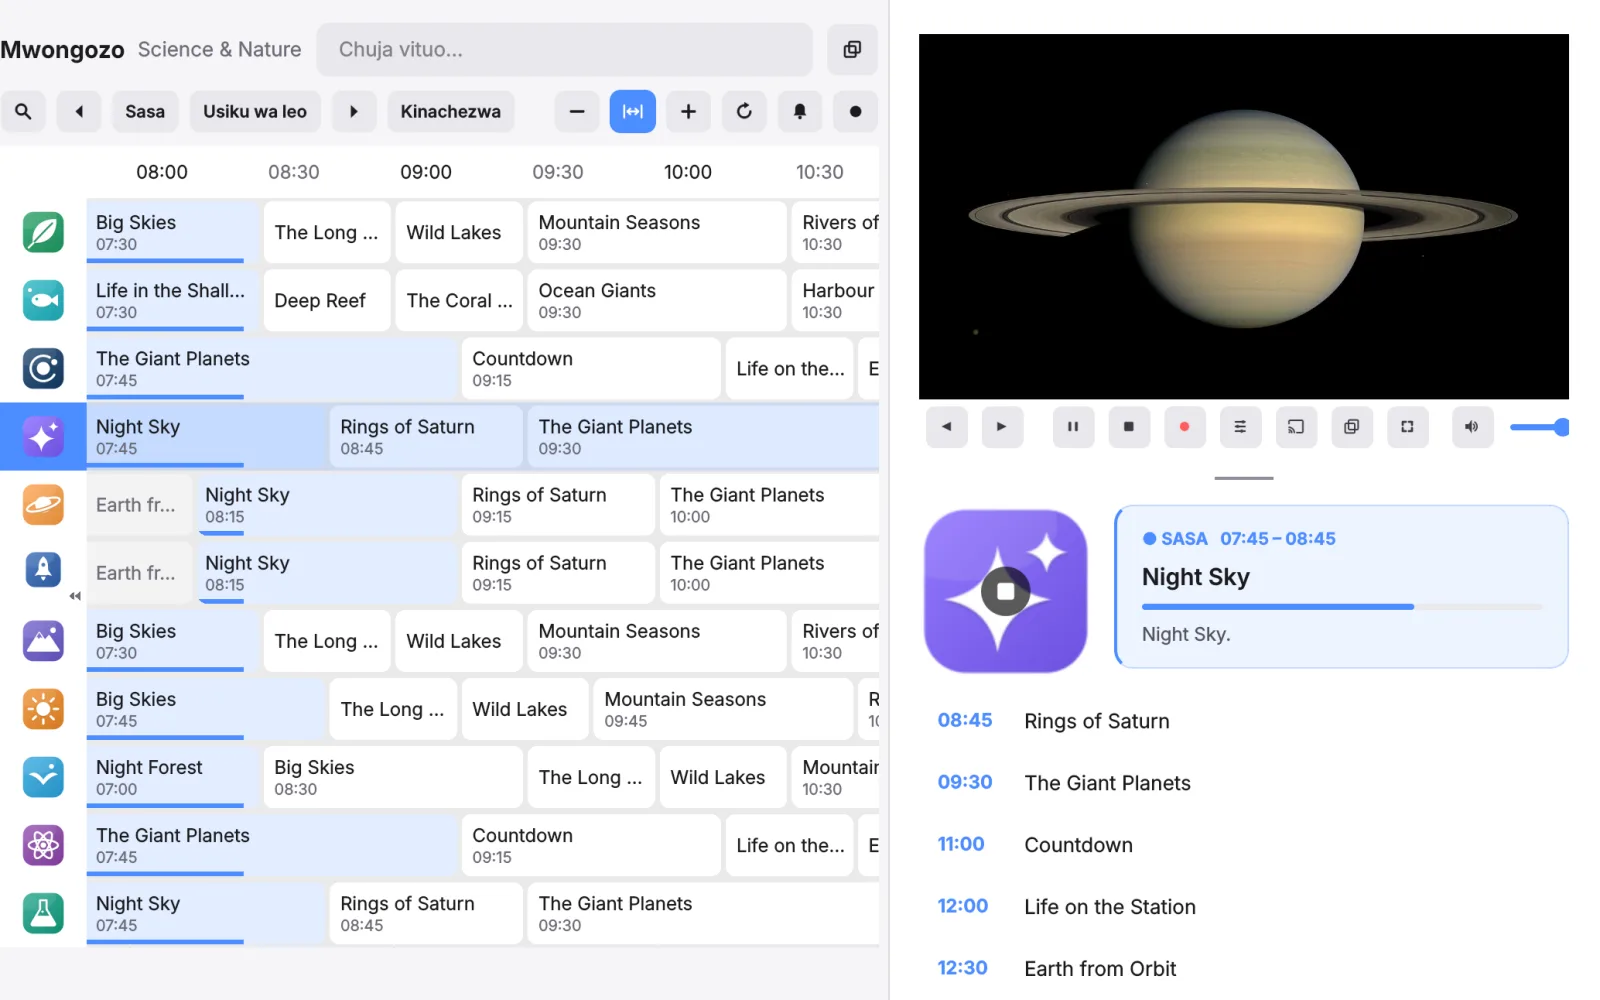 Mwongozo Science & Nature Chuja vituo...
Sasa Usiku wa leo Kinachezwa
08:00 08:30 09:00 09:30 10:00 10:30
Big Skies 07:30 The Long ... Wild Lakes Mountain Seasons 09:30 Rivers of 10:30
Life in the Shall... 07:30 Deep Reef The Coral ... Ocean Giants 09:30 Harbour 10:30
The Giant Planets 07:45 Countdown 09:15 Life on the... E
Night Sky 07:45 Rings of Saturn 08:45 The Giant Planets 09:30
Earth fr... Night Sky 08:15 Rings of Saturn 09:15 The Giant Planets 10:00
Earth fr... Night Sky 08:15 Rings of Saturn 09:15 The Giant Planets 10:00
Big Skies 07:30 The Long ... Wild Lakes Mountain Seasons 09:30 Rivers of 10:30
Big Skies 07:45 The Long ... Wild Lakes Mountain Seasons 09:45 R 10
Night Forest 07:00 Big Skies 08:30 The Long ... Wild Lakes Mountain 10:30
The Giant Planets 07:45 Countdown 09:15 Life on the... E
Night Sky 07:45 Rings of Saturn 08:45 The Giant Planets 09:30
SASA 07:45 – 08:45
Night Sky
Night Sky.
08:45 Rings of Saturn
09:30 The Giant Planets
11:00 Countdown
12:00 Life on the Station
12:30 Earth from Orbit